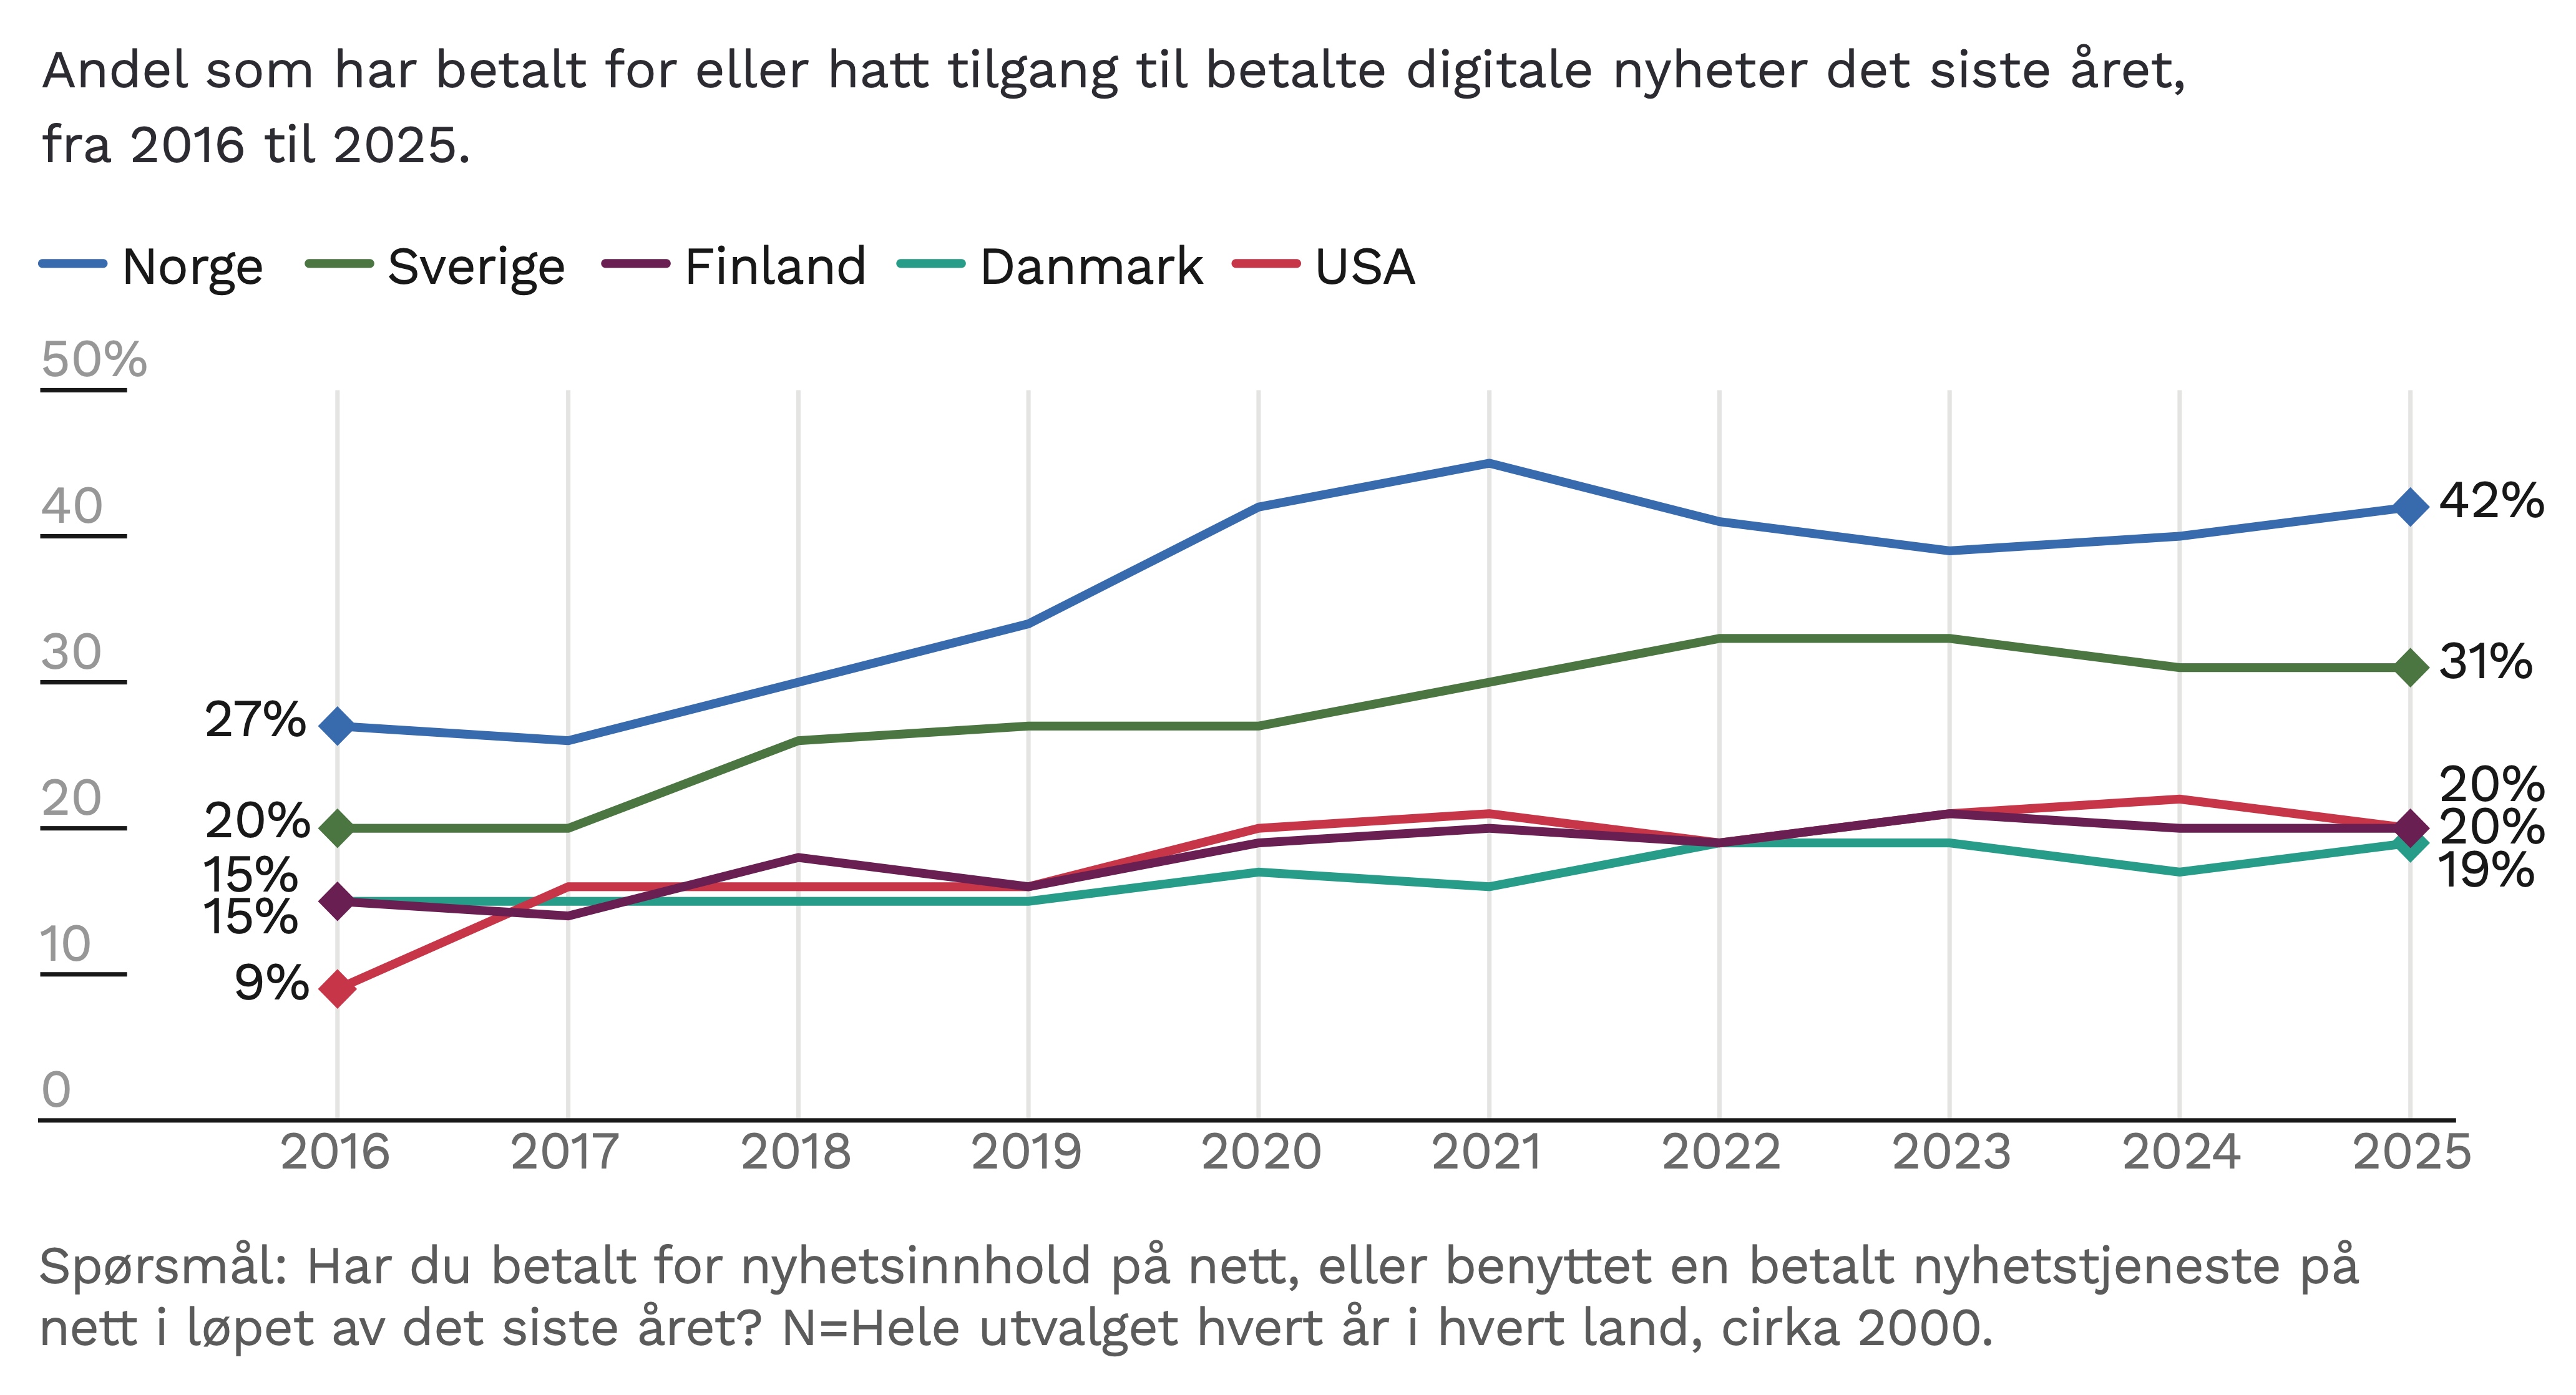 Andel som har betalt for eller hatt tilgang til betalte digitale nyheter det siste året,
fra 2016 til 2025.
Norge Sverige Finland Danmark USA
50%
40
30
20
10
0
27%
20%
15%
15%
9%
42%
31%
20%
20%
19%
2016 2017 2018 2019 2020 2021 2022 2023 2024 2025
Spørsmål: Har du betalt for nyhetsinnhold på nett, eller benyttet en betalt nyhetstjeneste på
nett i løpet av det siste året? N=Hele utvalget hvert år i hvert land, cirka 2000.